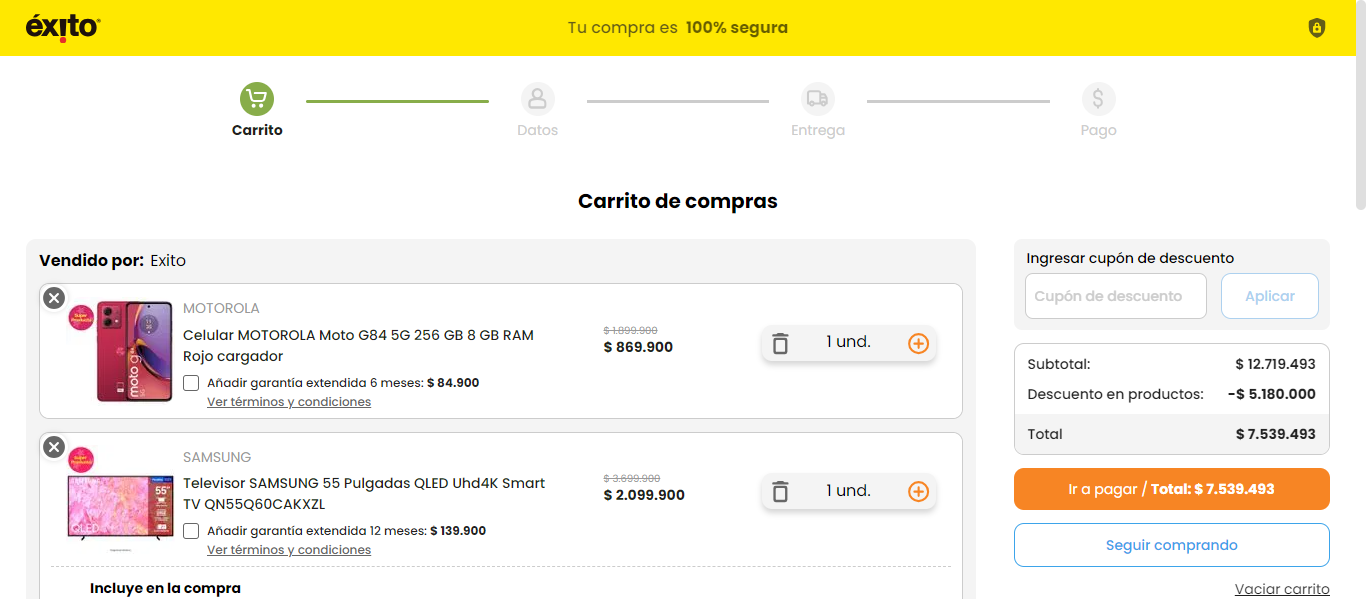 éxito
Tu compra es 100% segura
Carrito
Datos
Entrega
Pago
Carrito de compras
Vendido por: Exito
MOTOROLA
Celular MOTOROLA Moto G84 5G 256 GB 8 GB RAM
Rojo cargador
Añadir garantía extendida 6 meses: $ 84.900
Ver términos y condiciones
$ 1.899.900
$ 869.900
1 und.
moto g
SAMSUNG
Televisor SAMSUNG 55 Pulgadas QLED Uhd4K Smart
TV QN55Q60CAKXZL
Añadir garantía extendida 12 meses: $ 139.900
Ver términos y condiciones
$ 3.699.900
$ 2.099.900
1 und.
55"
QLED
Incluye en la compra
Ingresar cupón de descuento
Cupón de descuento
Aplicar
Subtotal: $ 12.719.493
Descuento en productos: -$ 5.180.000
Total $ 7.539.493
Ir a pagar / Total: $ 7.539.493
Seguir comprando
Vaciar carrito